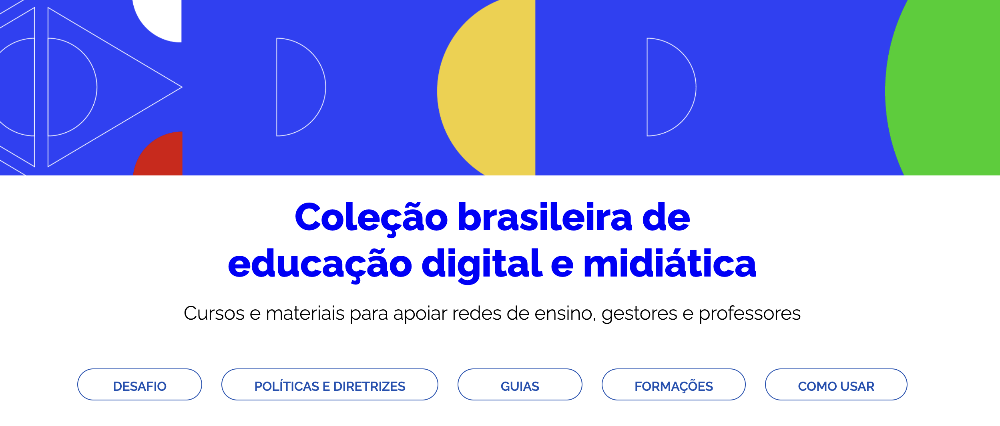 Coleção brasileira de
educação digital e midiática
Cursos e materiais para apoiar redes de ensino, gestores e professores
DESAFIO
POLÍTICAS E DIRETRIZES
GUIAS
FORMAÇÕES
COMO USAR